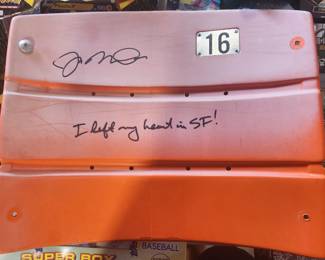 16
I left my heart in SF!
SUPER BOX
BASEBALL